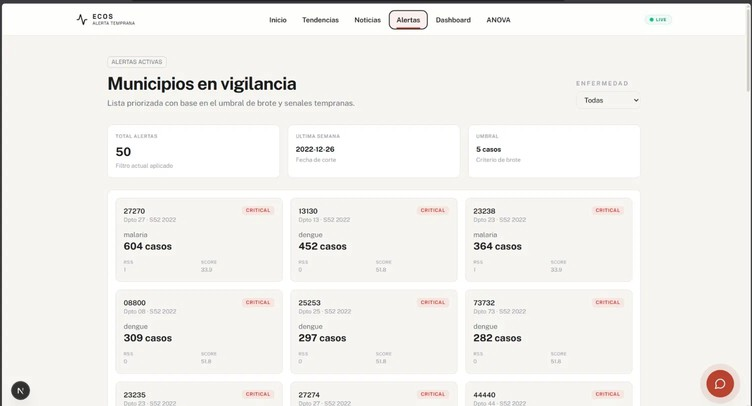 ECOS
ALERTA TEMPRANA
Inicio
Tendencias
Noticias
Alertas
Dashboard
ANOVA
LIVE
ALERTAS ACTIVAS
Municipios en vigilancia
Lista priorizada con base en el umbral de brote y senales tempranas.
ENFERMEDAD
Todas
TOTAL ALERTAS
50
Filtro actual aplicado
ULTIMA SEMANA
2022-12-26
Fecha de corte
UMBRAL
5 casos
Criterio de brote
27270
CRITICAL
Dpto 27 · S52 2022
malaria
604 casos
RSS
SCORE
1
33.9
13130
CRITICAL
Dpto 13 · S52 2022
dengue
452 casos
RSS
SCORE
0
51.8
23238
CRITICAL
Dpto 23 · S52 2022
malaria
364 casos
RSS
SCORE
1
33.9
08800
CRITICAL
Dpto 08 · S52 2022
dengue
309 casos
RSS
SCORE
0
51.8
25253
CRITICAL
Dpto 25 · S52 2022
dengue
297 casos
RSS
SCORE
0
51.8
73732
CRITICAL
Dpto 73 · S52 2022
dengue
282 casos
RSS
SCORE
0
51.8
23235
CRITICAL
Dpto 23 · S52 2022
27274
CRITICAL
Dpto 27 · S52 2022
44440
CRITICAL
Dpto 44 · S52 2022
N